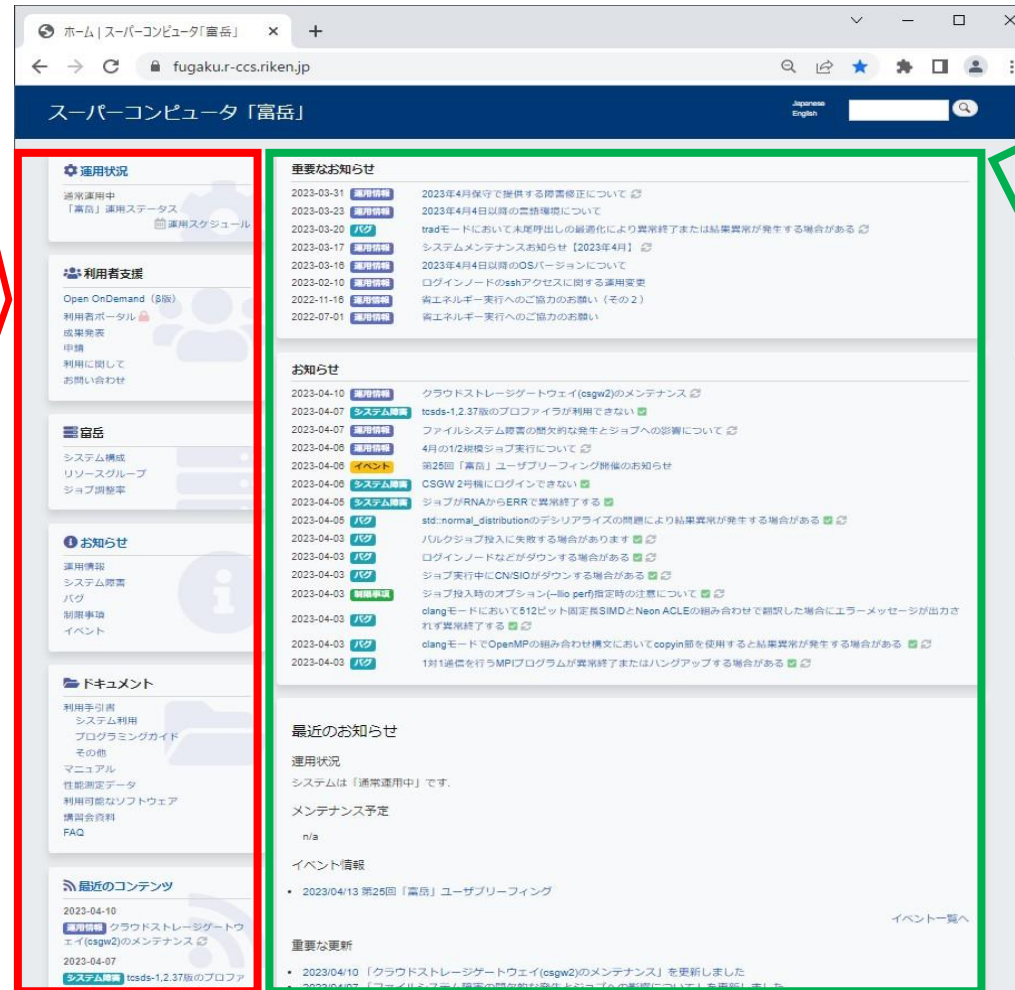 ホーム | スーパーコンピュータ「富岳」
fugaku.r-ccs.riken.jp
スーパーコンピュータ「富岳」
Japanese
English
運用状況
通常運用中
「富岳」運用ステータス
運用スケジュール
利用者支援
Open OnDemand（β版）
利用者ポータル
成果発表
申請
利用に関して
お問い合わせ
富岳
システム構成
リソースグループ
ジョブ調整率
お知らせ
運用情報
システム障害
バグ
制限事項
イベント
ドキュメント
利用手引書
システム利用
プログラミングガイド
その他
マニュアル
性能測定データ
利用可能なソフトウェア
講習会資料
FAQ
最近のコンテンツ
2023-04-10
運用情報 クラウドストレージゲートウ
ェイ(csgw2)のメンテナンス
2023-04-07
システム障害 tcsds-1,2.37版のプロファ
重要なお知らせ
2023-03-31 運用情報 2023年4月保守で提供する障害修正について
2023-03-23 運用情報 2023年4月4日以降の言語環境について
2023-03-20 バグ tradモードにおいて末尾呼出しの最適化により異常終了または結果異常が発生する場合がある
2023-03-17 運用情報 システムメンテナンスお知らせ【2023年4月】
2023-03-16 運用情報 2023年4月4日以降のOSバージョンについて
2023-02-10 運用情報 ログインノードのsshアクセスに関する運用変更
2022-11-16 運用情報 省エネルギー実行へのご協力のお願い（その２）
2022-07-01 運用情報 省エネルギー実行へのご協力のお願い
お知らせ
2023-04-10 運用情報 クラウドストレージゲートウェイ(csgw2)のメンテナンス
2023-04-07 システム障害 tcsds-1,2.37版のプロファイラが利用できない
2023-04-07 運用情報 ファイルシステム障害の間欠的な発生とジョブへの影響について
2023-04-06 運用情報 4月の1/2規模ジョブ実行について
2023-04-06 イベント 第25回「富岳」ユーザブリーフィング開催のお知らせ
2023-04-06 システム障害 CSGW 2号機にログインできない
2023-04-05 システム障害 ジョブがRNAからERRで異常終了する
2023-04-05 バグ std::normal_distributionのデシリアライズの問題により結果異常が発生する場合がある
2023-04-03 バグ バルクジョブ投入に失敗する場合があります
2023-04-03 バグ ログインノードなどがダウンする場合がある
2023-04-03 バグ ジョブ実行中にCN/SIOがダウンする場合がある
2023-04-03 制限事項 ジョブ投入時のオプション(--llio perf)指定時の注意について
2023-04-03 バグ clangモードにおいて512ビット固定長SIMDとNeon ACLEの組み合わせで翻訳した場合にエラーメッセージが出力さ
れず異常終了する
2023-04-03 バグ clangモードでOpenMPの組み合わせ構文においてcopyin節を使用すると結果異常が発生する場合がある
2023-04-03 バグ 1対1通信を行うMPIプログラムが異常終了またはハングアップする場合がある
最近のお知らせ
運用状況
システムは「通常運用中」です.
メンテナンス予定
n/a
イベント情報
• 2023/04/13 第25回「富岳」ユーザブリーフィング
イベント一覧へ
重要な更新
• 2023/04/10 「クラウドストレージゲートウェイ(csgw2)のメンテナンス」を更新しました
• 2023/04/07 「ファイルシステム障害の間欠的な発生とジョブへの影響について」を更新しました